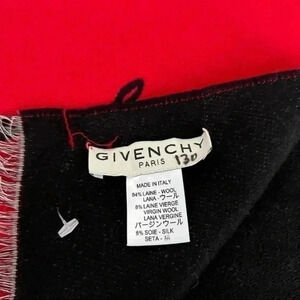 GIVENCHY
PARIS
130
MADE IN ITALY
84% LAINE - WOOL
LANA - ウール
8% LAINE VIERGE
VIRGIN WOOL
LANA VERGINE
バージンウール
8% SOIE - SILK
SETA - 絹